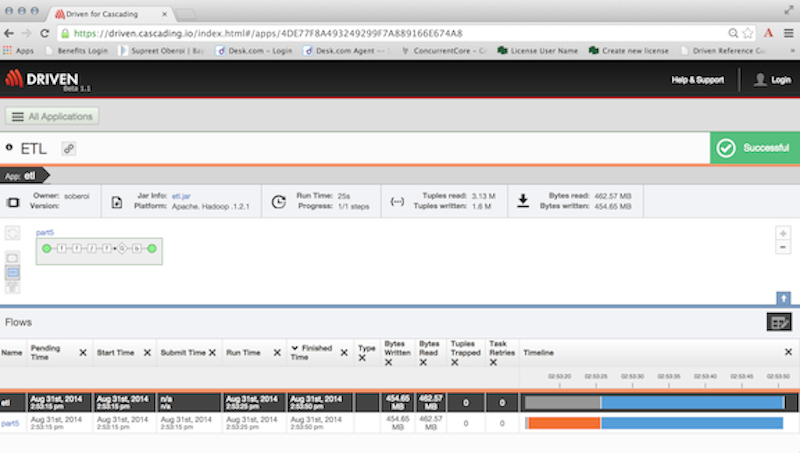 Driven for Cascading
https://driven.cascading.io/index.html#/apps/4DE77F8A493249299F7A889166E674A8
Apps Benefits Login Supreet Oberoi | Desk.com - Login Desk.com Agent ConcurrentCore License User Name Create new license Driven Reference
DRIVEN
Beta 1.1
Help & Support Login
All Applications
ETL
Successful
App: etl
Owner: soberoi Jar Info: etl.jar Run Time: 25s Tuples read: 3.13 M Bytes read: 462.57 MB
Version: Platform: Apache. Hadoop .1.2.1 Progress: 1/1 steps Tuples written: 1.6 M Bytes written: 454.65 MB
part5
Flows
Name Pending Time Start Time Submit Time Run Time Finished Time Type Bytes Written Bytes Read Tuples Trapped Task Retries Timeline
02:53:20 02:53:25 02:53:30 02:53:35 02:53:40 02:53:45 02:53:50
etl Aug 31st, 2014 Aug 31st, 2014 n/a Aug 31st, 2014 Aug 31st, 2014 454.65 MB 462.57 MB 0 0
2:53:15 pm 2:53:15 pm n/a 2:53:25 pm 2:53:50 pm
part5 Aug 31st, 2014 Aug 31st, 2014 Aug 31st, 2014 Aug 31st, 2014 Aug 31st, 2014 454.65 MB 462.57 MB 0 0
2:53:15 pm 2:53:15 pm 2:53:15 pm 2:53:25 pm 2:53:50 pm